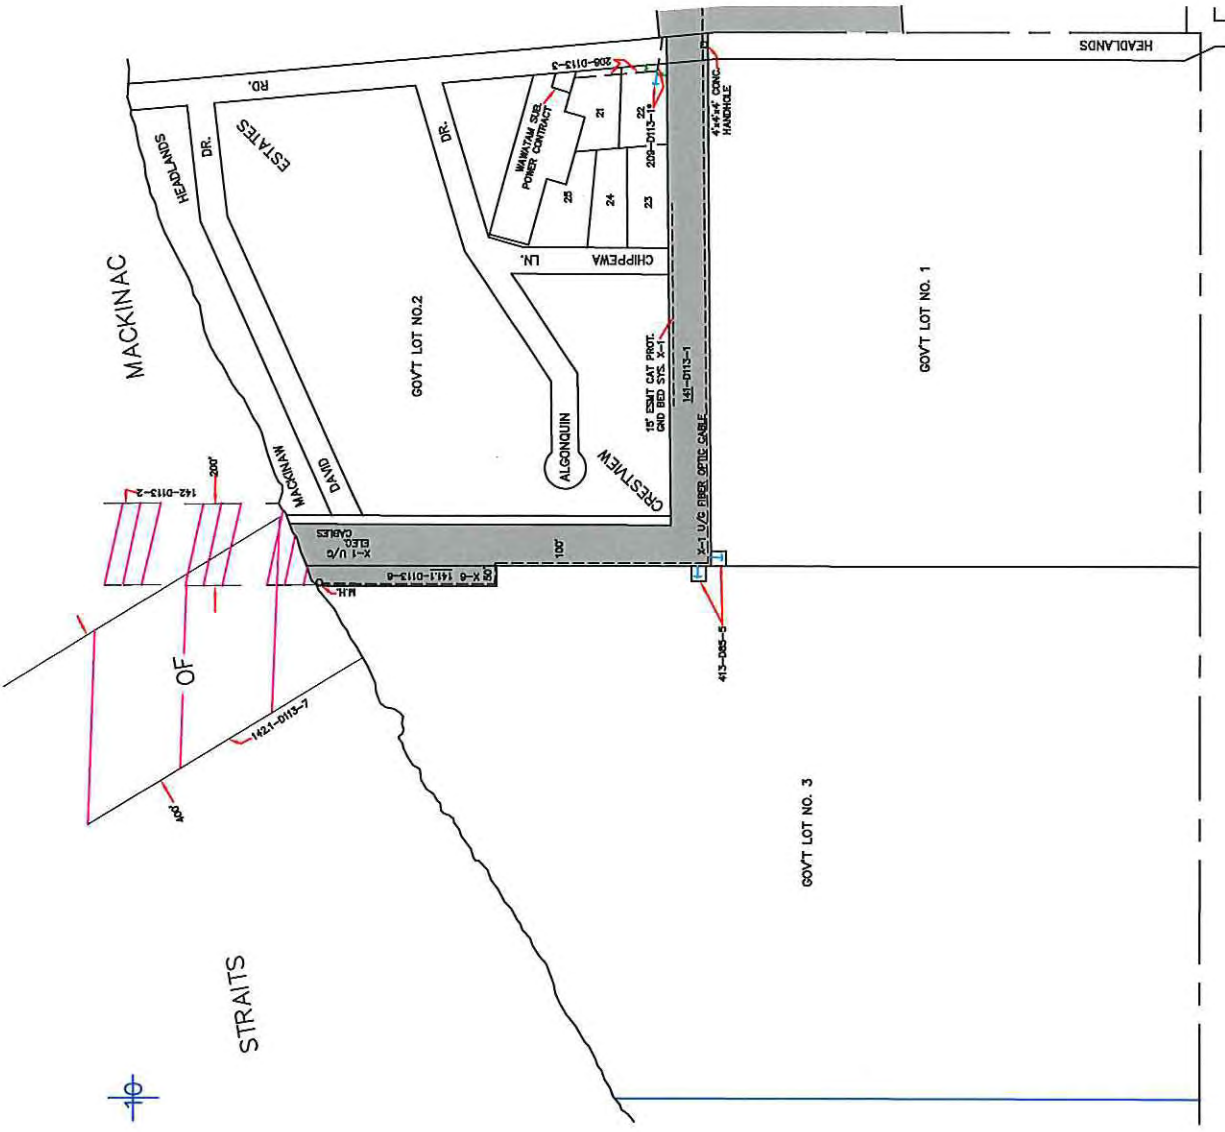 HEADLANDS
RD.
208-D113-3
MACKINAC
HEADLANDS
DR.
ESTATES
DR.
WAWATAM SUB.
POWER CONTRACT
21
22
209-D113-1
4'x4'x4' CONC.
HANDHOLE
25
24
23
LN.
CHIPPEWA
GOV'T LOT NO.2
GOV'T LOT NO. 1
15' ESMT CAT PROT.
GND BED SYS. X-1
141-D113-1
ALGONQUIN
CRESTVIEW
MACKINAW
DAVID
142-D113-2
200'
X-1 U/G
ELEC.
CABLES
100'
X-1 U/G FIBER OPTIC CABLE
X-6 141.1-D113-6
50'
M.H.
413-D85-5
OF
142.1-D113-7
400'
GOV'T LOT NO. 3
STRAITS
10